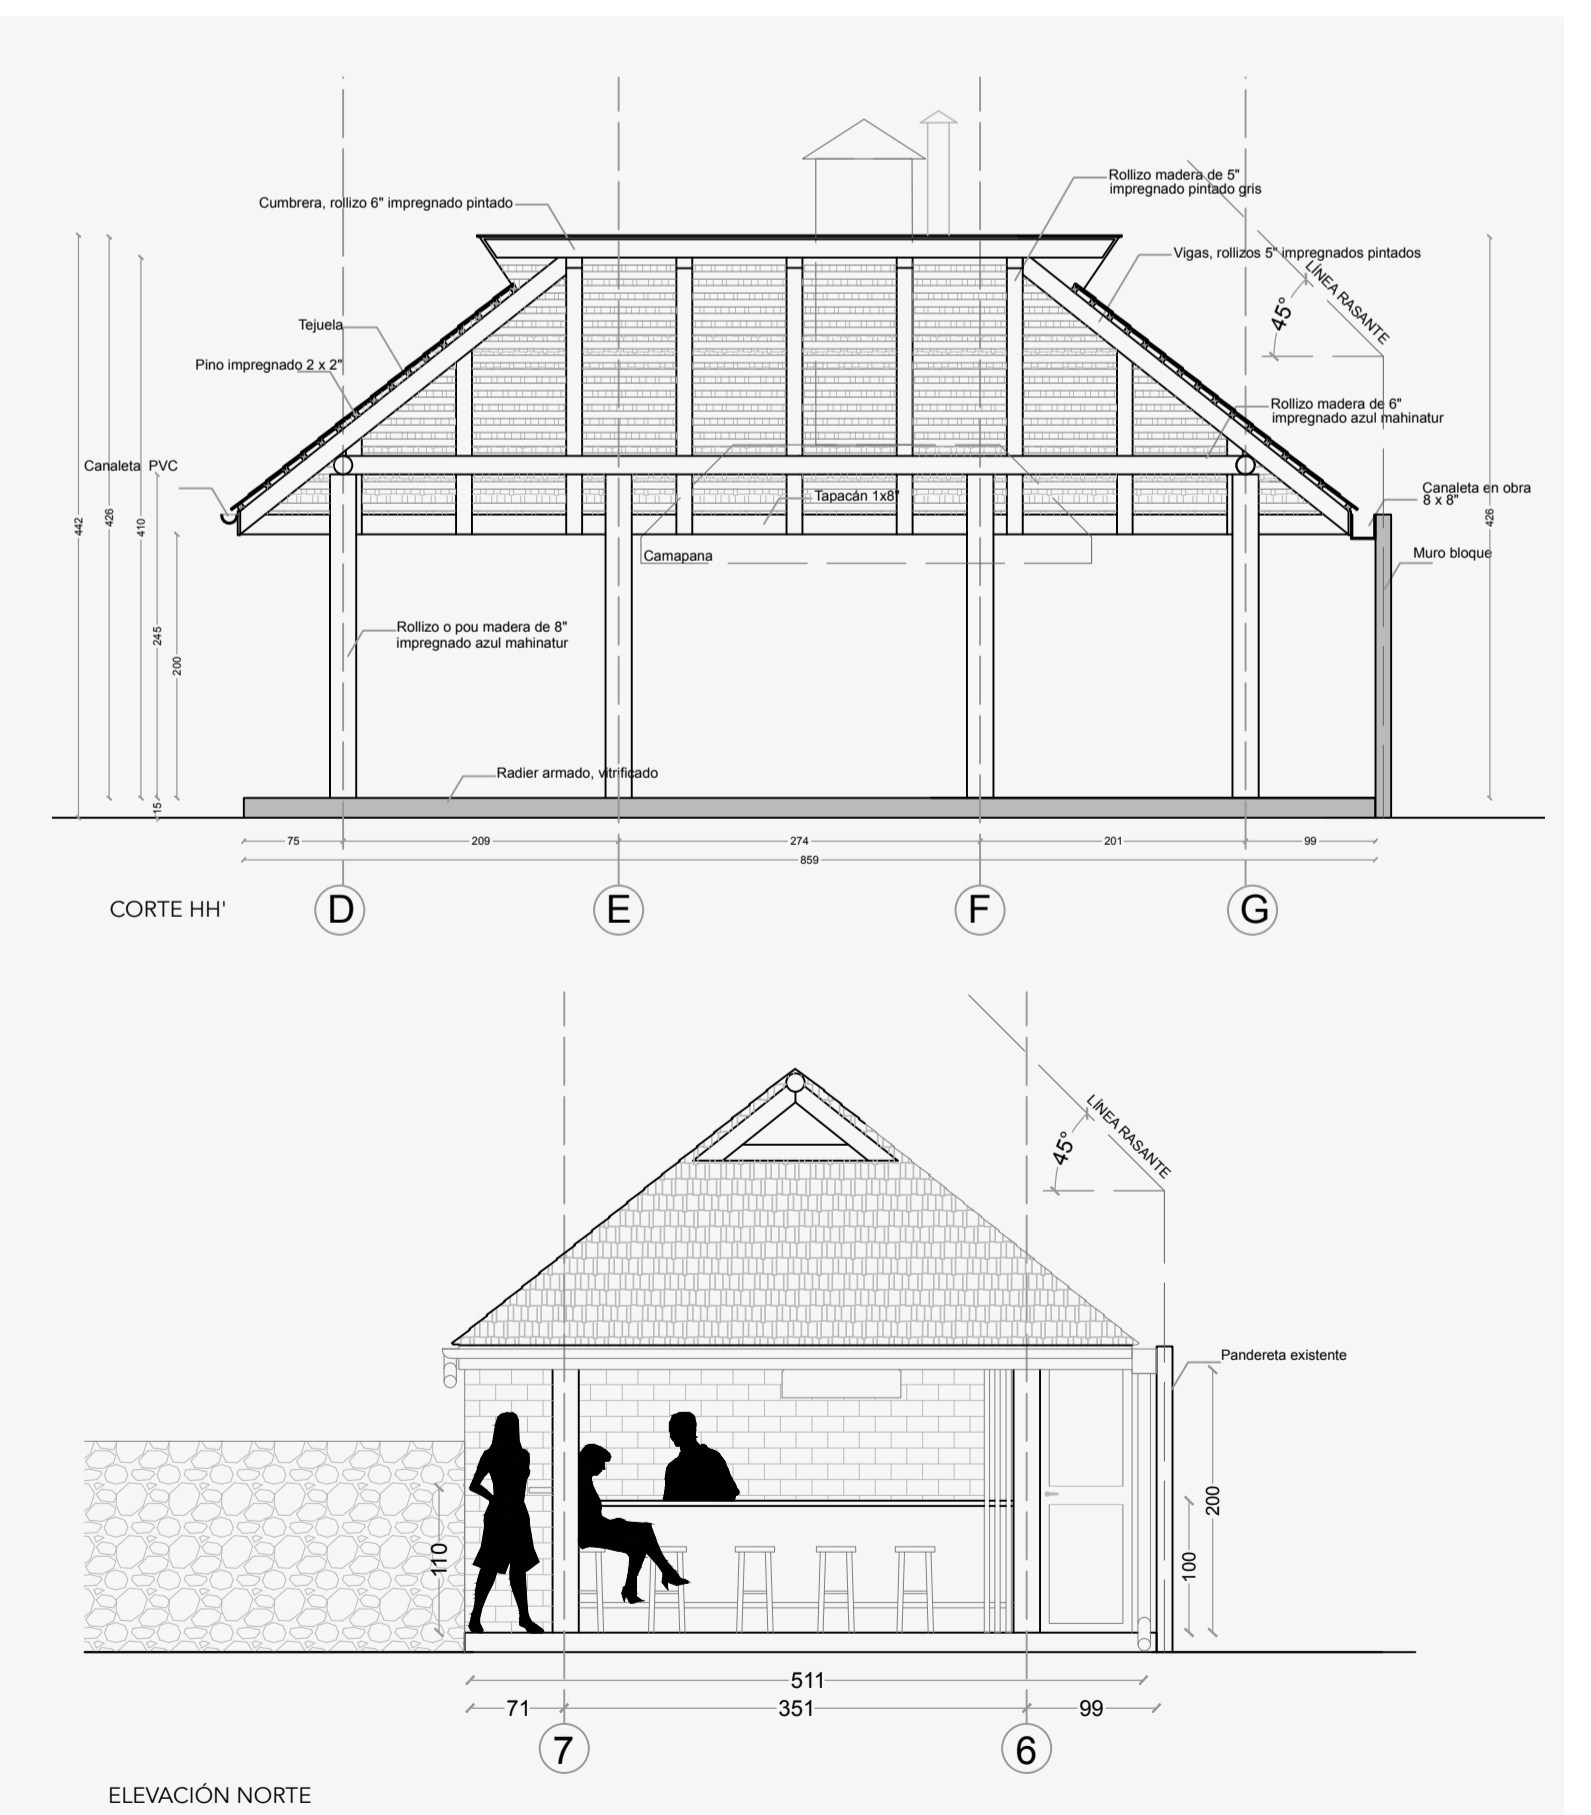 Rollizo madera de 5"
impregnado pintado gris
Cumbrera, rollizo 6" impregnado pintado
Vigas, rollizos 5" impregnados pintados
LÍNEA RASANTE
45°
Tejuela
Pino impregnado 2 x 2"
Rollizo madera de 6"
impregnado azul mahinatur
Canaleta PVC
Tapacán 1x8"
Canaleta en obra
8 x 8"
442
426
410
426
Camapana
Muro bloque
245
200
Rollizo o pou madera de 8"
impregnado azul mahinatur
Radier armado, vitrificado
15
75
209
274
201
99
859
CORTE HH'
D
E
F
G
LÍNEA RASANTE
45°
Pandereta existente
110
100
200
511
71
351
99
7
6
ELEVACIÓN NORTE